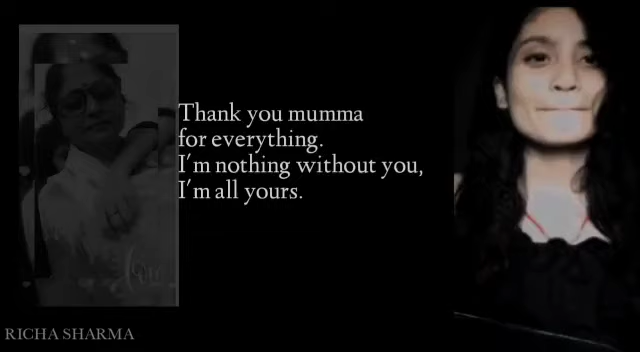 Thank you mumma
for everything.
I'm nothing without you,
I'm all yours.
RICHA SHARMA